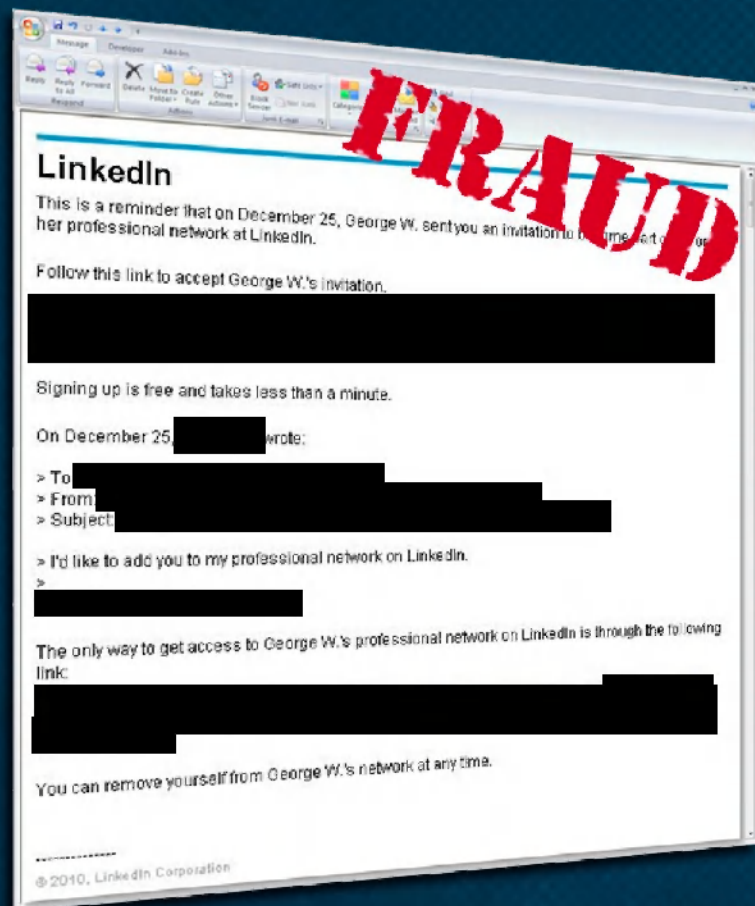 Message Developer Add-Ins
Reply Reply to All Forward Delete Move to Folder Create Rule Other Actions Block Sender Safe Lists
Respond Actions Junk E-mail
FRAUD
LinkedIn
This is a reminder that on December 25, George W. sent you an invitation to
her professional network at LinkedIn.
Follow this link to accept George W.'s invitation.
Signing up is free and takes less than a minute.
On December 25, wrote:
> To
> From:
> Subject:
> I'd like to add you to my professional network on LinkedIn.
>
The only way to get access to George W.'s professional network on LinkedIn is through the following
link:
You can remove yourself from George W.'s network at any time.
-------------
© 2010, LinkedIn Corporation